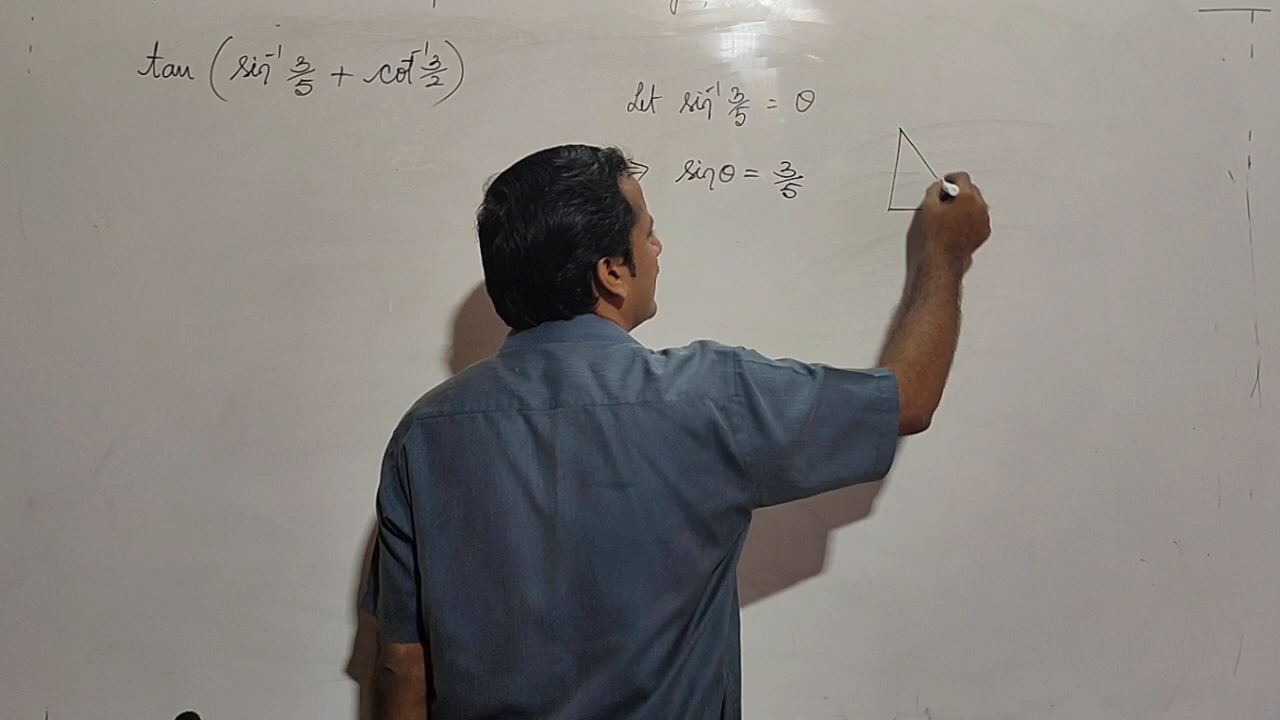 tan (sin⁻¹ 3/5 + cot⁻¹ 3/2)
Let sin⁻¹ 3/5 = θ
⇒ sinθ = 3/5